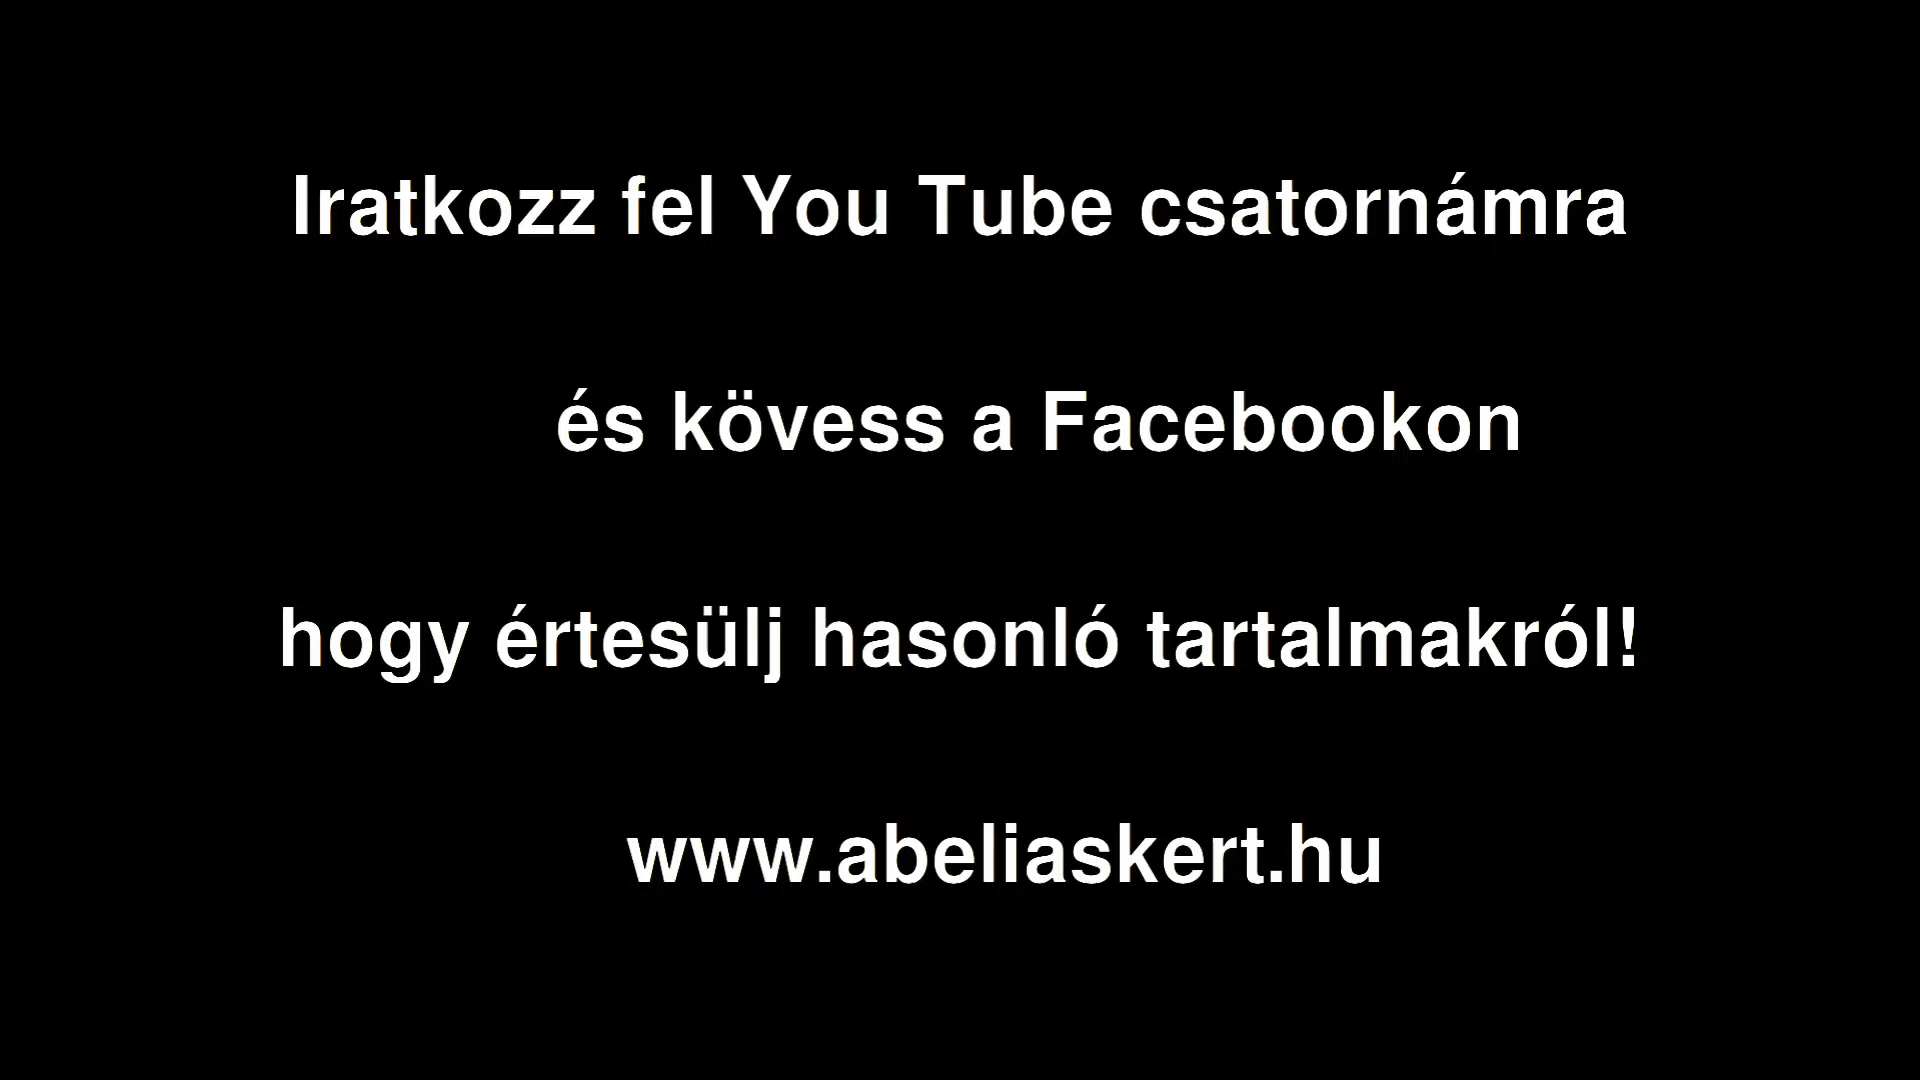 Iratkozz fel You Tube csatornámra
és kövess a Facebookon
hogy értesülj hasonló tartalmakról!
www.abeliaskert.hu